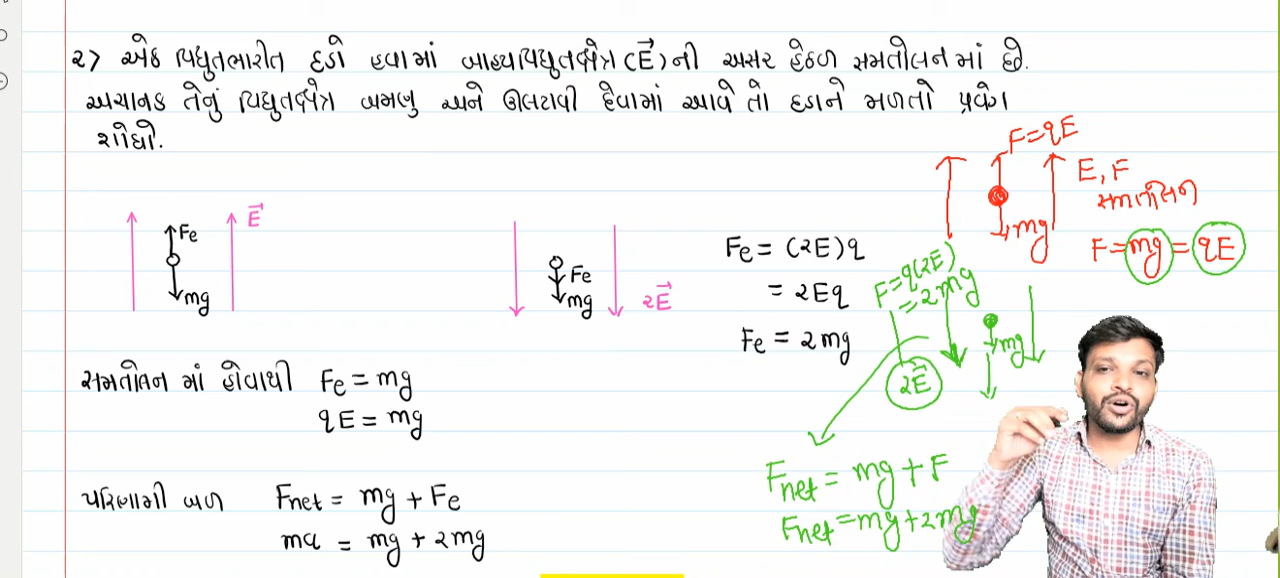 ૨> એક વિદ્યુતભારીત દડો હવામાં બાહ્યવિદ્યુતક્ષેત્ર (E⃗) ની અસર હેઠળ સમતોલન માં છે.
અચાનક તેનું વિદ્યુતક્ષેત્ર બમણુ અને ઊલટાવી દેવામાં આવે તો દડાને મળતો પ્રવેગ
શોધો.
F=qE
E, F
સમતોલન
mg
F=mg=qE
E⃗
Fe
mg
Fe
mg
2E⃗
Fe = (2E)q
= 2Eq
Fe = 2mg
F=q(2E)
=2mg
mg
2E⃗
સમતોલન માં હોવાથી Fe = mg
qE = mg
પરિણામી બળ Fnet = mg + Fe
ma = mg + 2mg
Fnet = mg + F
Fnet = mg+2mg